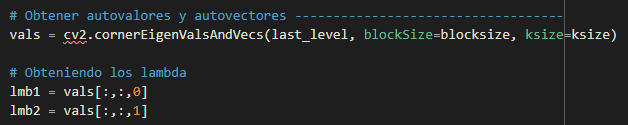 # Obtener autovalores y autovectores ----------------------------------
vals = cv2.cornerEigenValsAndVecs(last_level, blockSize=blocksize, ksize=ksize)
# Obteniendo los lambda
lmb1 = vals[:,:,0]
lmb2 = vals[:,:,1]